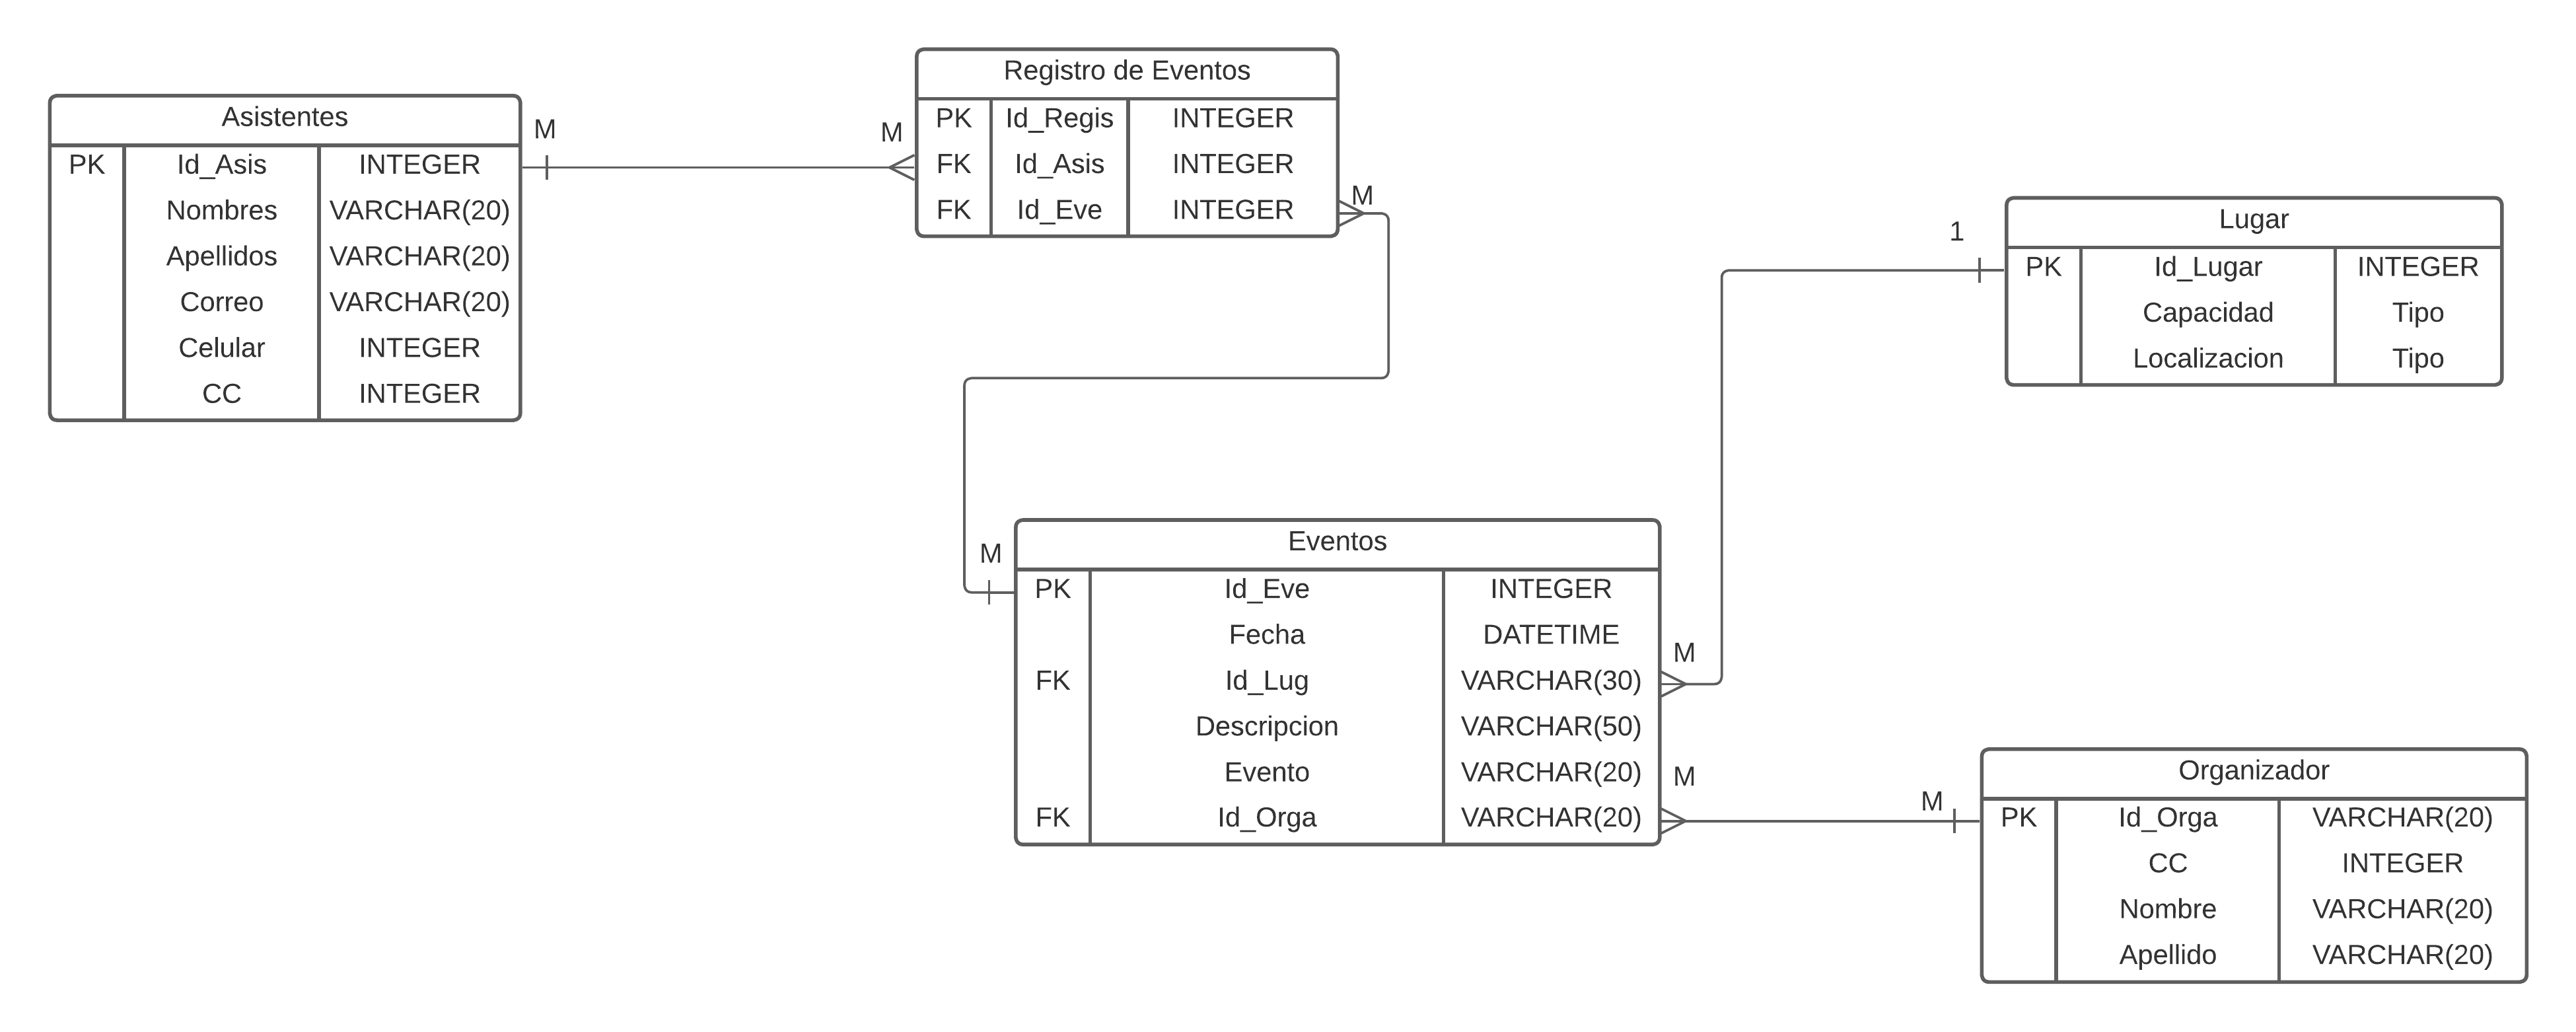 Asistentes
PK Id_Asis INTEGER
Nombres VARCHAR(20)
Apellidos VARCHAR(20)
Correo VARCHAR(20)
Celular INTEGER
CC INTEGER
M
M
Registro de Eventos
PK Id_Regis INTEGER
FK Id_Asis INTEGER
FK Id_Eve INTEGER
M
1
Lugar
PK Id_Lugar INTEGER
Capacidad Tipo
Localizacion Tipo
M
Eventos
PK Id_Eve INTEGER
Fecha DATETIME
FK Id_Lug VARCHAR(30)
Descripcion VARCHAR(50)
Evento VARCHAR(20)
FK Id_Orga VARCHAR(20)
M
M
M
Organizador
PK Id_Orga VARCHAR(20)
CC INTEGER
Nombre VARCHAR(20)
Apellido VARCHAR(20)